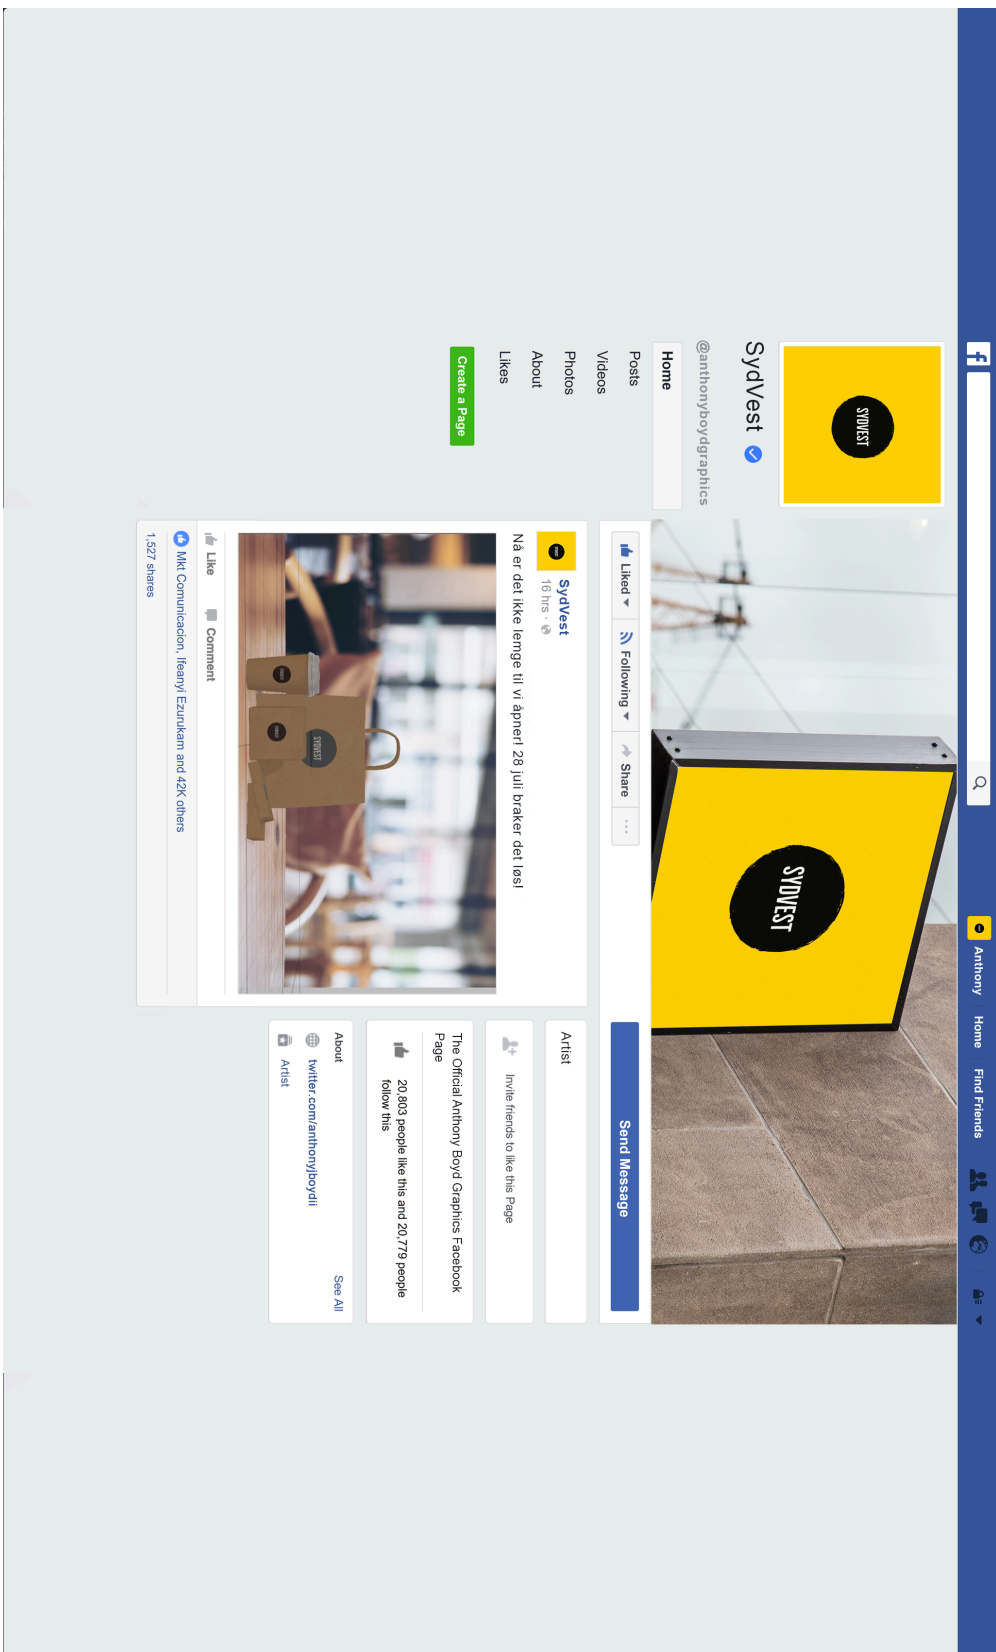 Anthony
Home
Find Friends
SYDVEST
SydVest
@anthonyboydgraphics
Home
Posts
Videos
Photos
About
Likes
Create a Page
SYDVEST
Liked
Following
Share
...
Send Message
SydVest
16 hrs ·
Nå er det ikke lemge til vi åpner! 28 juli braker det løs!
SYDVEST
Like
Comment
Mkt Comunicacion, Ifeanyi Ezurukam and 42K others
1,527 shares
Artist
Invite friends to like this Page
The Official Anthony Boyd Graphics Facebook
Page
20,803 people like this and 20,779 people
follow this
About
See All
twitter.com/anthonyjboydii
Artist